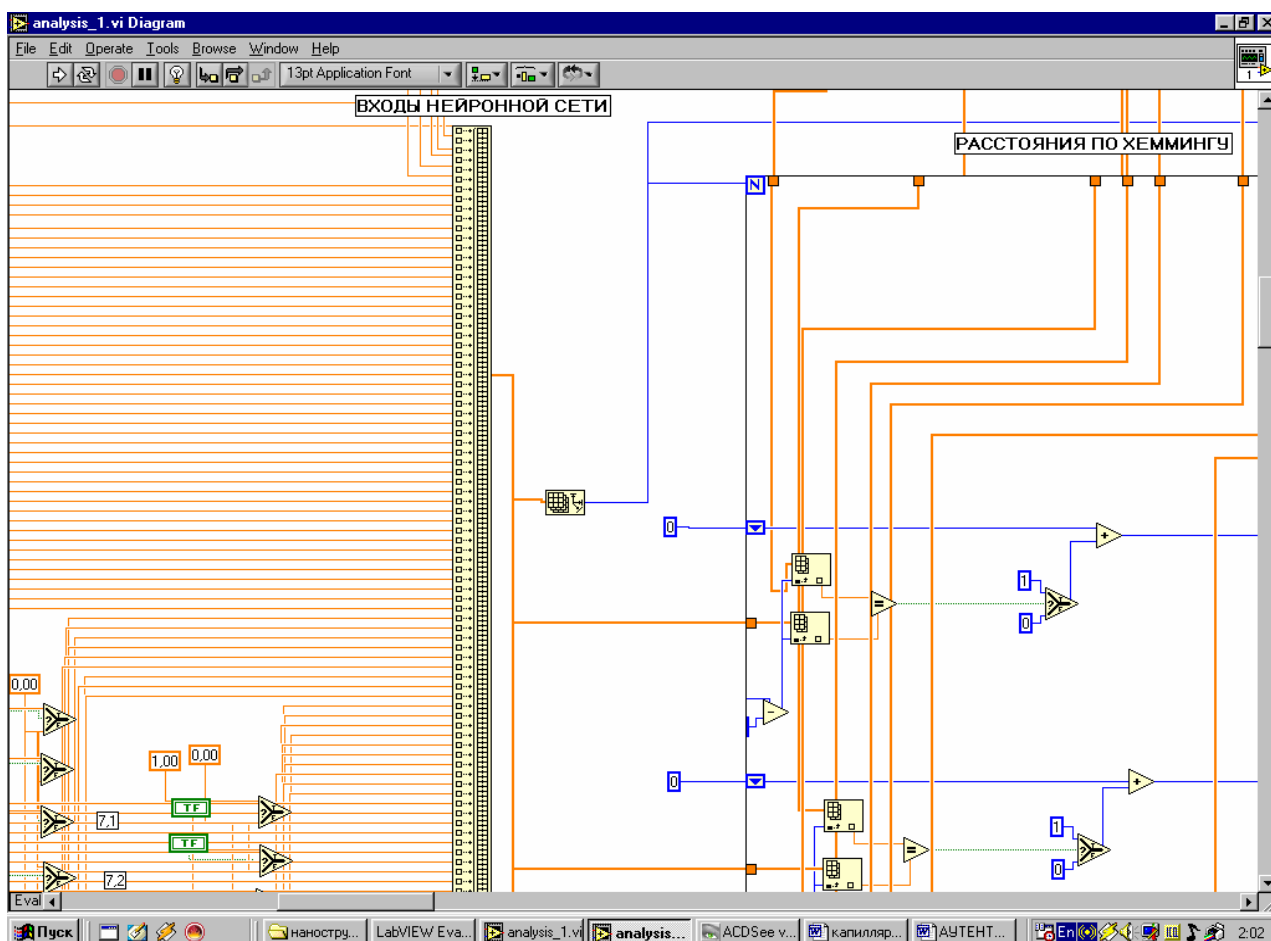 analysis_1.vi Diagram
File Edit Operate Tools Browse Window Help
13pt Application Font
1
ВХОДЫ НЕЙРОННОЙ СЕТИ
РАССТОЯНИЯ ПО ХЕММИНГУ
N
0
1
0
0,00
1,00 0,00
TF
7,1
TF
7,2
0
1
0
Eval
Пуск наностру... LabVIEW Eva... analysis_1.vi analysis... ACDSee v... капилляр... АУТЕНТ... En 2:02